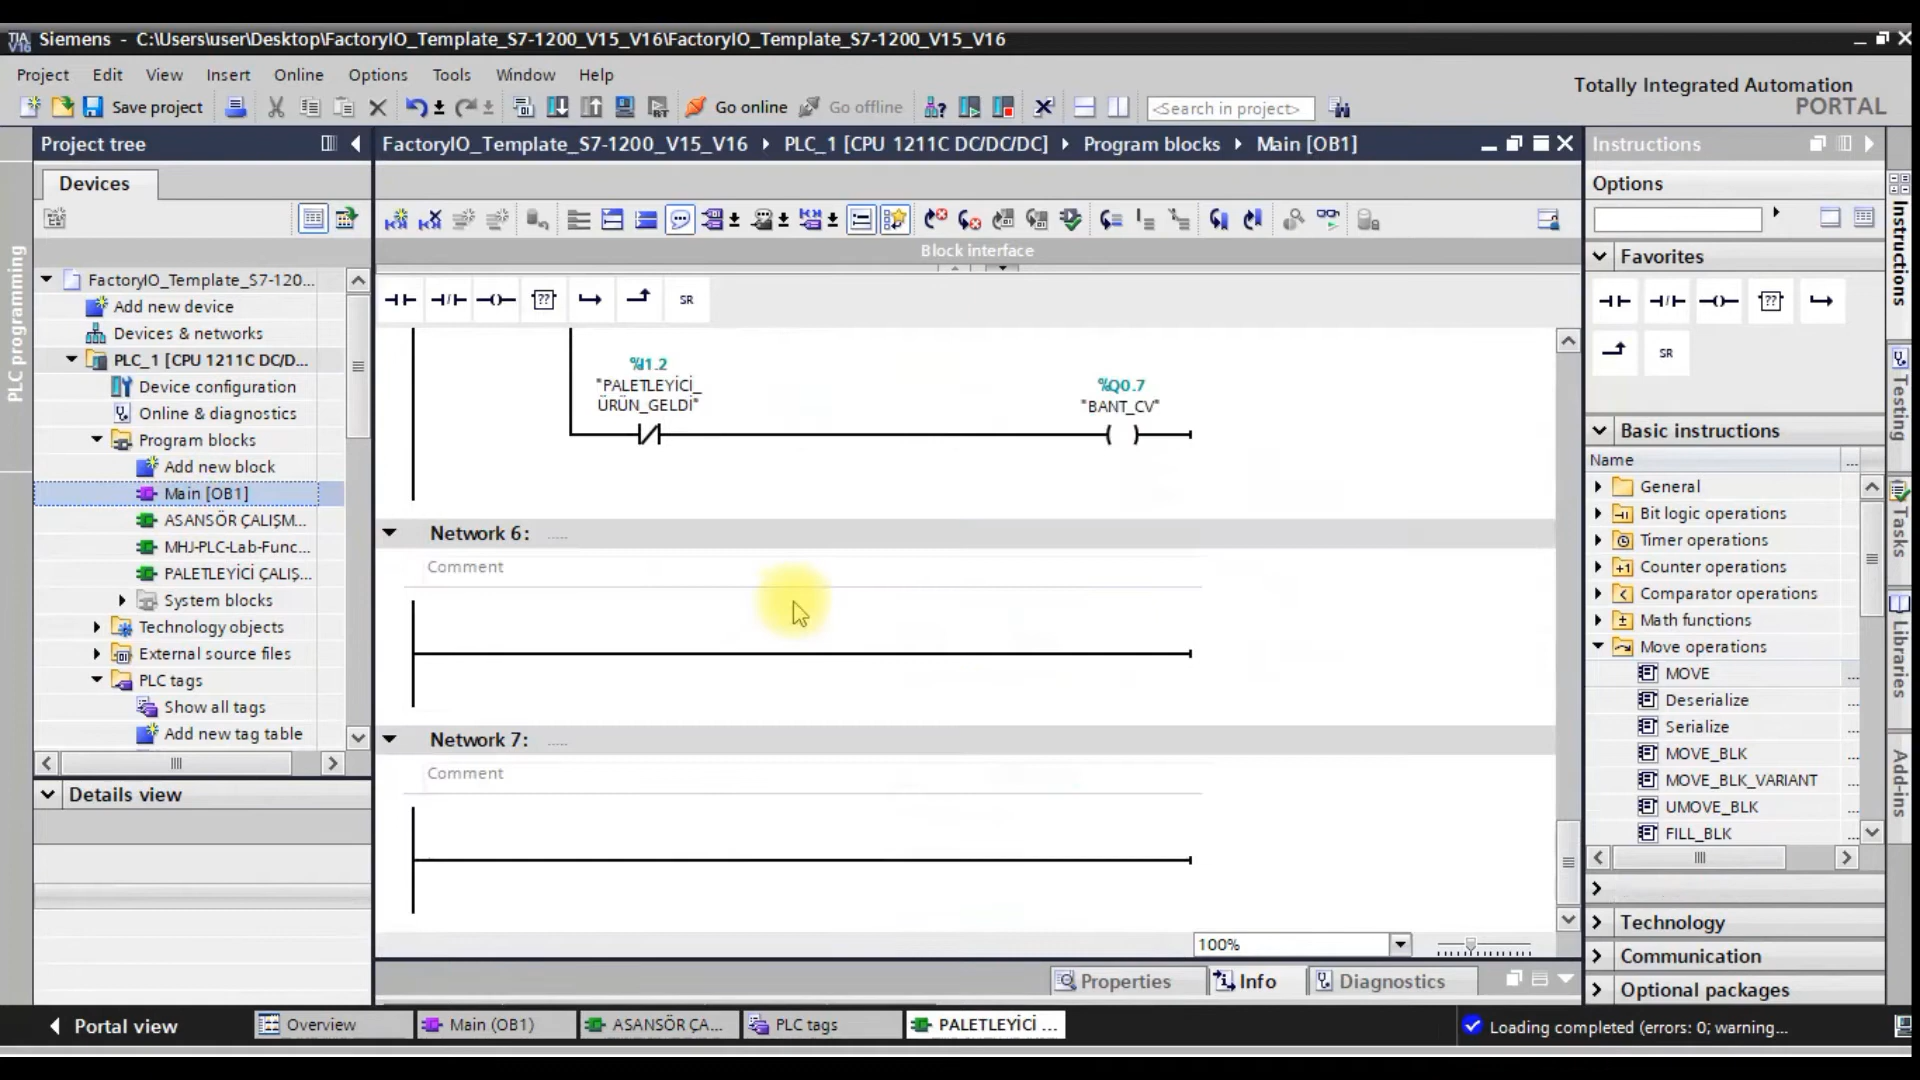 Siemens - C:\Users\user\Desktop\FactoryIO_Template_S7-1200_V15_V16\FactoryIO_Template_S7-1200_V15_V16
Project Edit View Insert Online Options Tools Window Help
Totally Integrated Automation
PORTAL
Save project
Go online
Go offline
<Search in project>
Project tree
FactoryIO_Template_S7-1200_V15_V16 PLC_1 [CPU 1211C DC/DC/DC] Program blocks Main [OB1]
Instructions
Devices
Options
PLC programming
Block interface
FactoryIO_Template_S7-120...
Add new device
Devices & networks
PLC_1 [CPU 1211C DC/D...
Device configuration
Online & diagnostics
Program blocks
Add new block
Main [OB1]
ASANSÖR ÇALIŞM...
MHJ-PLC-Lab-Func...
PALETLEYİCİ ÇALIŞ...
System blocks
Technology objects
External source files
PLC tags
Show all tags
Add new tag table
Details view
SR
%I1.2
"PALETLEYİCİ_
ÜRÜN_GELDİ"
%Q0.7
"BANT_CV"
Network 6: .....
Comment
Network 7: .....
Comment
100%
Properties Info Diagnostics
Favorites
SR
Basic instructions
Name ...
General
Bit logic operations
Timer operations
Counter operations
Comparator operations
Math functions
Move operations
MOVE ...
Deserialize ...
Serialize ...
MOVE_BLK ...
MOVE_BLK_VARIANT ...
UMOVE_BLK ...
FILL_BLK ...
Technology
Communication
Optional packages
Instructions
Testing
Tasks
Libraries
Add-ins
Portal view
Overview
Main (OB1)
ASANSÖR ÇA...
PLC tags
PALETLEYİCİ ...
Loading completed (errors: 0; warning...